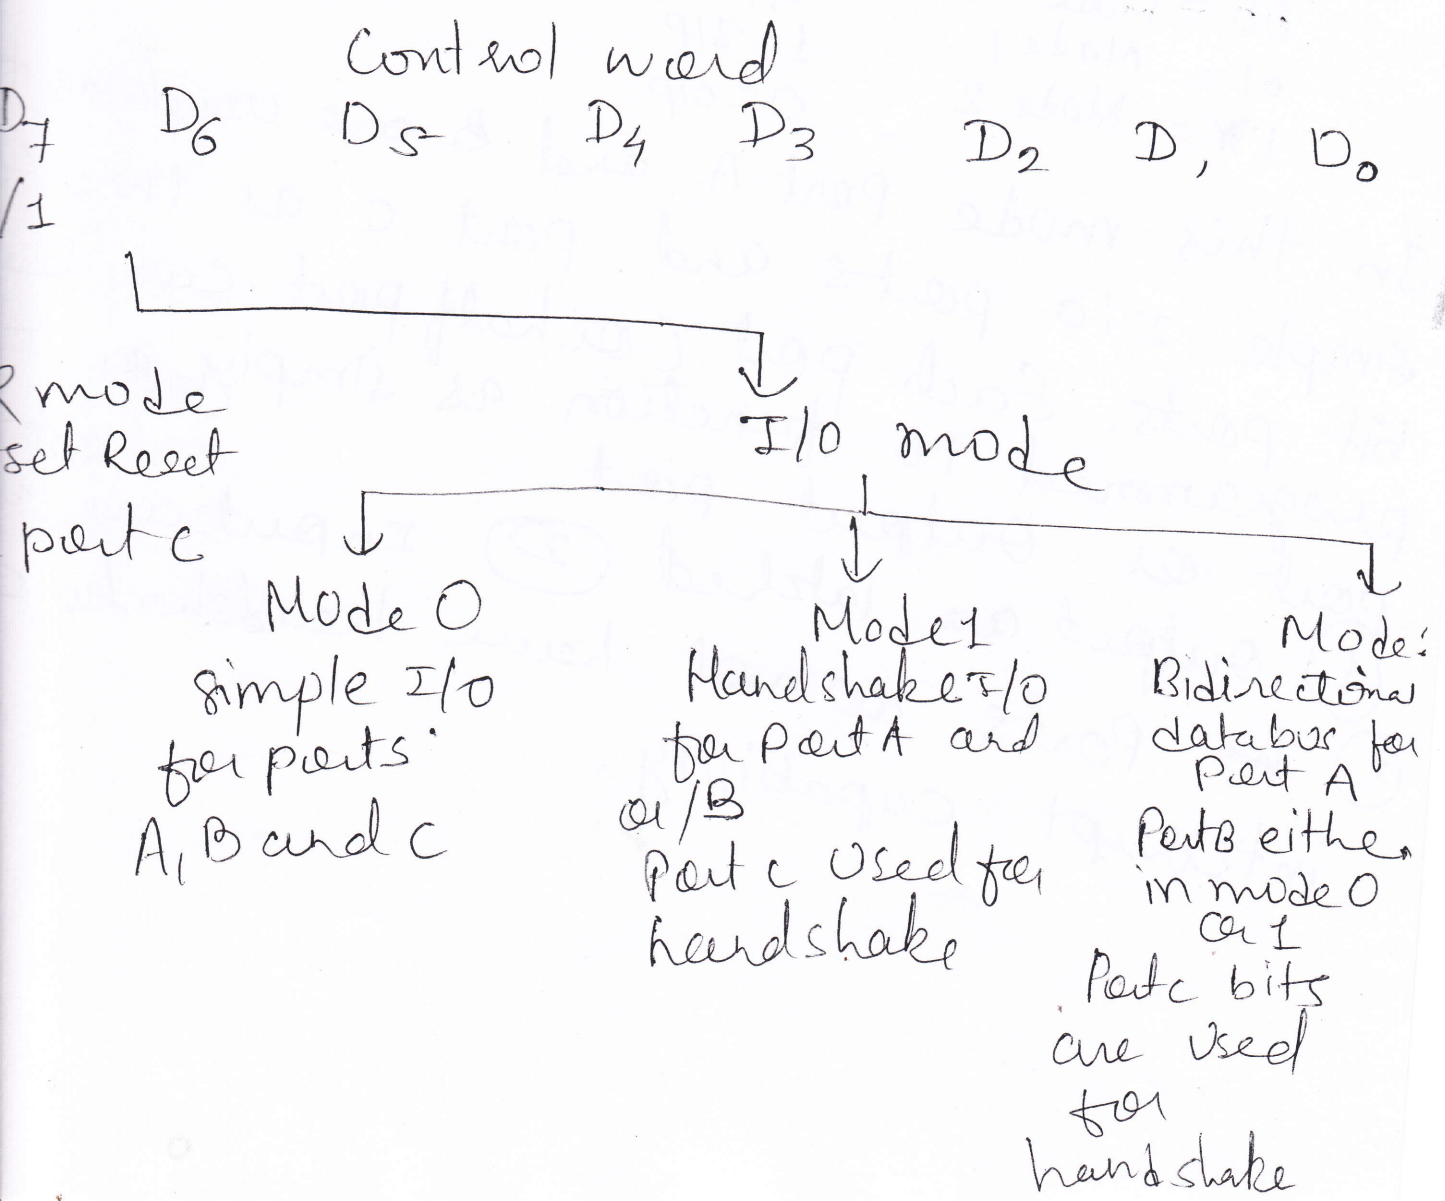 Control word
D7 D6 D5 D4 D3 D2 D1 D0
/1
mode
set Reset
port C
I/O mode
Mode 0
simple I/O
for ports
A, B and C
Mode 1
Handshake I/O
for Port A and
or /B
Port C Used for
handshake
Mode
Bidirectional
databus for
Port A
Port B either
in mode 0
or 1
Port C bits
are Used
for
handshake